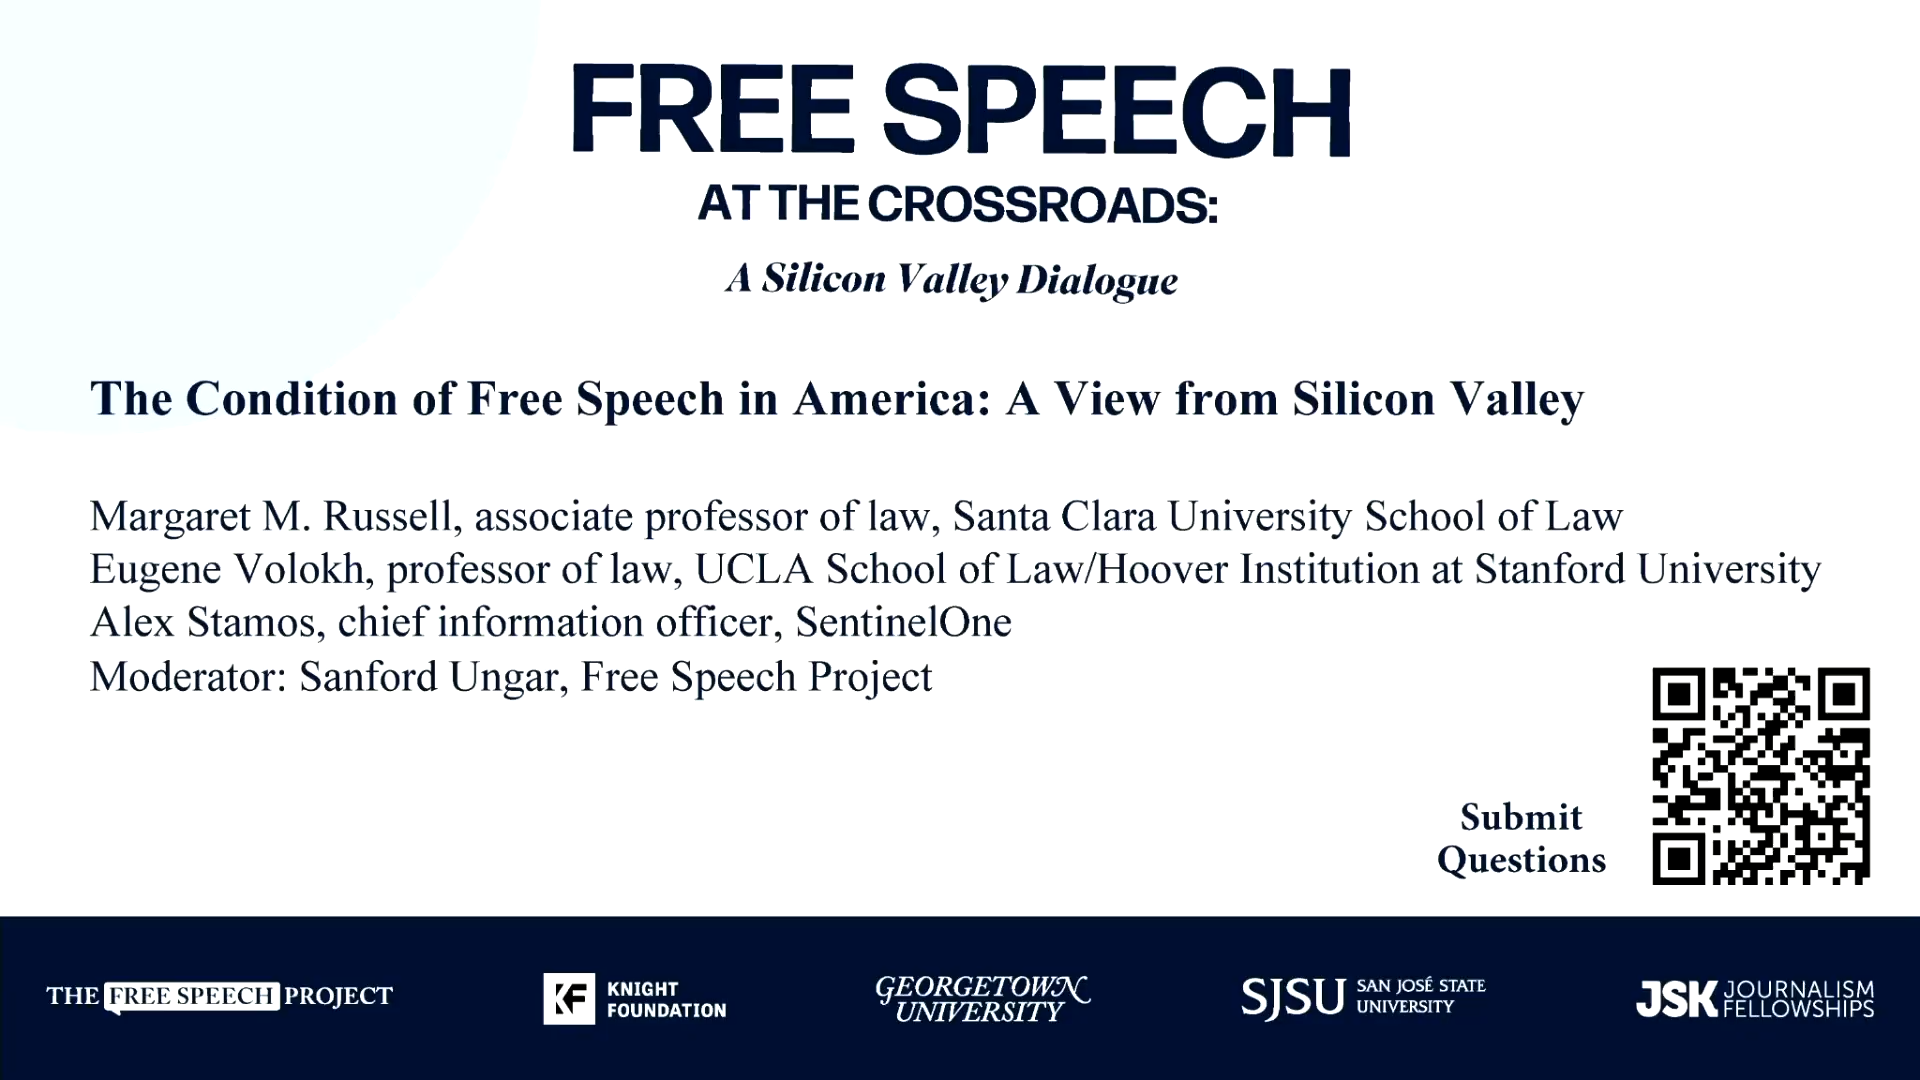 FREE SPEECH
AT THE CROSSROADS:
A Silicon Valley Dialogue
The Condition of Free Speech in America: A View from Silicon Valley
Margaret M. Russell, associate professor of law, Santa Clara University School of Law
Eugene Volokh, professor of law, UCLA School of Law/Hoover Institution at Stanford University
Alex Stamos, chief information officer, SentinelOne
Moderator: Sanford Ungar, Free Speech Project
Submit
Questions
THE FREE SPEECH PROJECT
KF KNIGHT
FOUNDATION
GEORGETOWN
UNIVERSITY
SJSU SAN JOSÉ STATE
UNIVERSITY
JSK JOURNALISM
FELLOWSHIPS